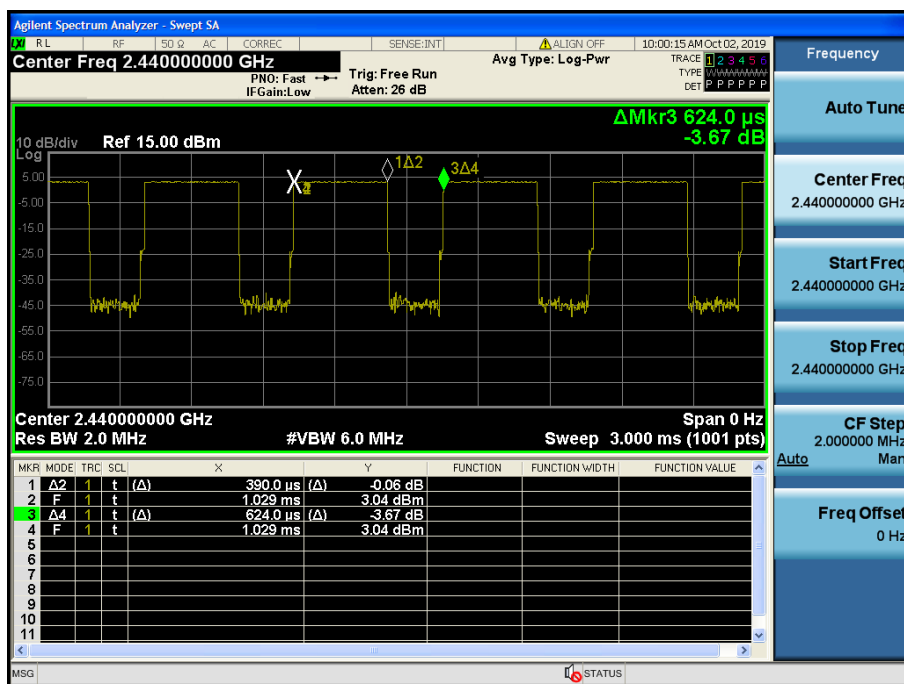 Agilent Spectrum Analyzer - Swept SA
LXI RL RF 50 Ω AC CORREC SENSE:INT ALIGN OFF 10:00:15 AM Oct 02, 2019
Center Freq 2.440000000 GHz
Avg Type: Log-Pwr
TRACE 1 2 3 4 5 6
TYPE WWWWWW
DET P P P P P P
PNO: Fast
IFGain:Low
Trig: Free Run
Atten: 26 dB
ΔMkr3 624.0 µs
-3.67 dB
10 dB/div Ref 15.00 dBm
Log
5.00
-5.00
-15.0
-25.0
-35.0
-45.0
-55.0
-65.0
-75.0
1Δ2
3Δ4
Center 2.440000000 GHz Span 0 Hz
Res BW 2.0 MHz #VBW 6.0 MHz Sweep 3.000 ms (1001 pts)
MKR MODE TRC SCL X Y FUNCTION FUNCTION WIDTH FUNCTION VALUE
1 Δ2 1 t (Δ) 390.0 µs (Δ) -0.06 dB
2 F 1 t 1.029 ms 3.04 dBm
3 Δ4 1 t (Δ) 624.0 µs (Δ) -3.67 dB
4 F 1 t 1.029 ms 3.04 dBm
5
6
7
8
9
10
11
MSG STATUS
Frequency
Auto Tune
Center Freq
2.440000000 GHz
Start Freq
2.440000000 GHz
Stop Freq
2.440000000 GHz
CF Step
2.000000 MHz
Auto Man
Freq Offset
0 Hz